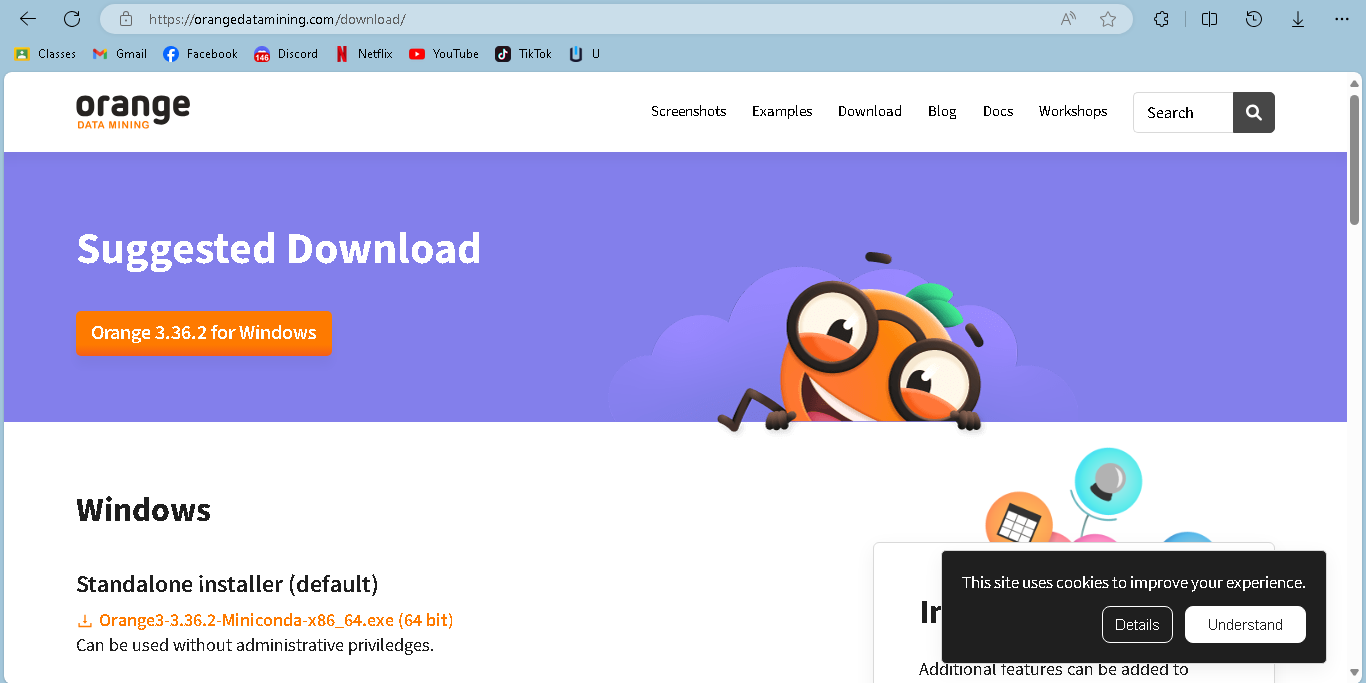 https://orangedatamining.com/download/
Classes
Gmail
Facebook
146
Discord
Netflix
YouTube
TikTok
U
orange
DATA MINING
Screenshots
Examples
Download
Blog
Docs
Workshops
Search
Suggested Download
Orange 3.36.2 for Windows
Windows
Standalone installer (default)
Orange3-3.36.2-Miniconda-x86_64.exe (64 bit)
Can be used without administrative priviledges.
This site uses cookies to improve your experience.
Details
Understand
Additional features can be added to